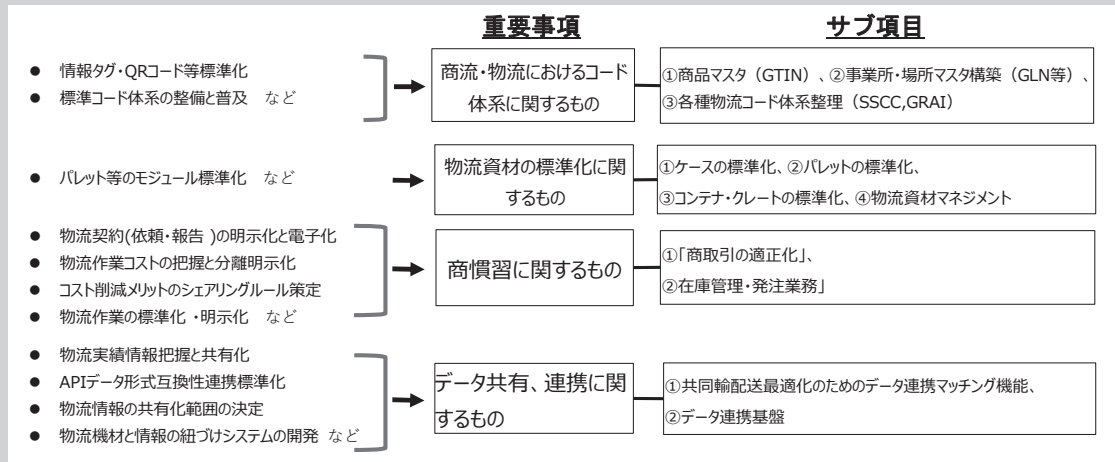 重要事項
サブ項目
● 情報タグ・QRコード等標準化
● 標準コード体系の整備と普及 など
商流・物流におけるコード
体系に関するもの
①商品マスタ（GTIN）、②事業所・場所マスタ構築（GLN等）、
③各種物流コード体系整理（SSCC,GRAI）
● パレット等のモジュール標準化 など
物流資材の標準化に関
するもの
①ケースの標準化、②パレットの標準化、
③コンテナ・クレートの標準化、④物流資材マネジメント
● 物流契約(依頼・報告 )の明示化と電子化
● 物流作業コストの把握と分離明示化
● コスト削減メリットのシェアリングルール策定
● 物流作業の標準化 ・明示化 など
商慣習に関するもの
①「商取引の適正化」、
②在庫管理・発注業務」
● 物流実績情報把握と共有化
● APIデータ形式互換性連携標準化
● 物流情報の共有化範囲の決定
● 物流機材と情報の紐づけシステムの開発 など
データ共有、連携に関
するもの
①共同輸配送最適化のためのデータ連携マッチング機能、
②データ連携基盤